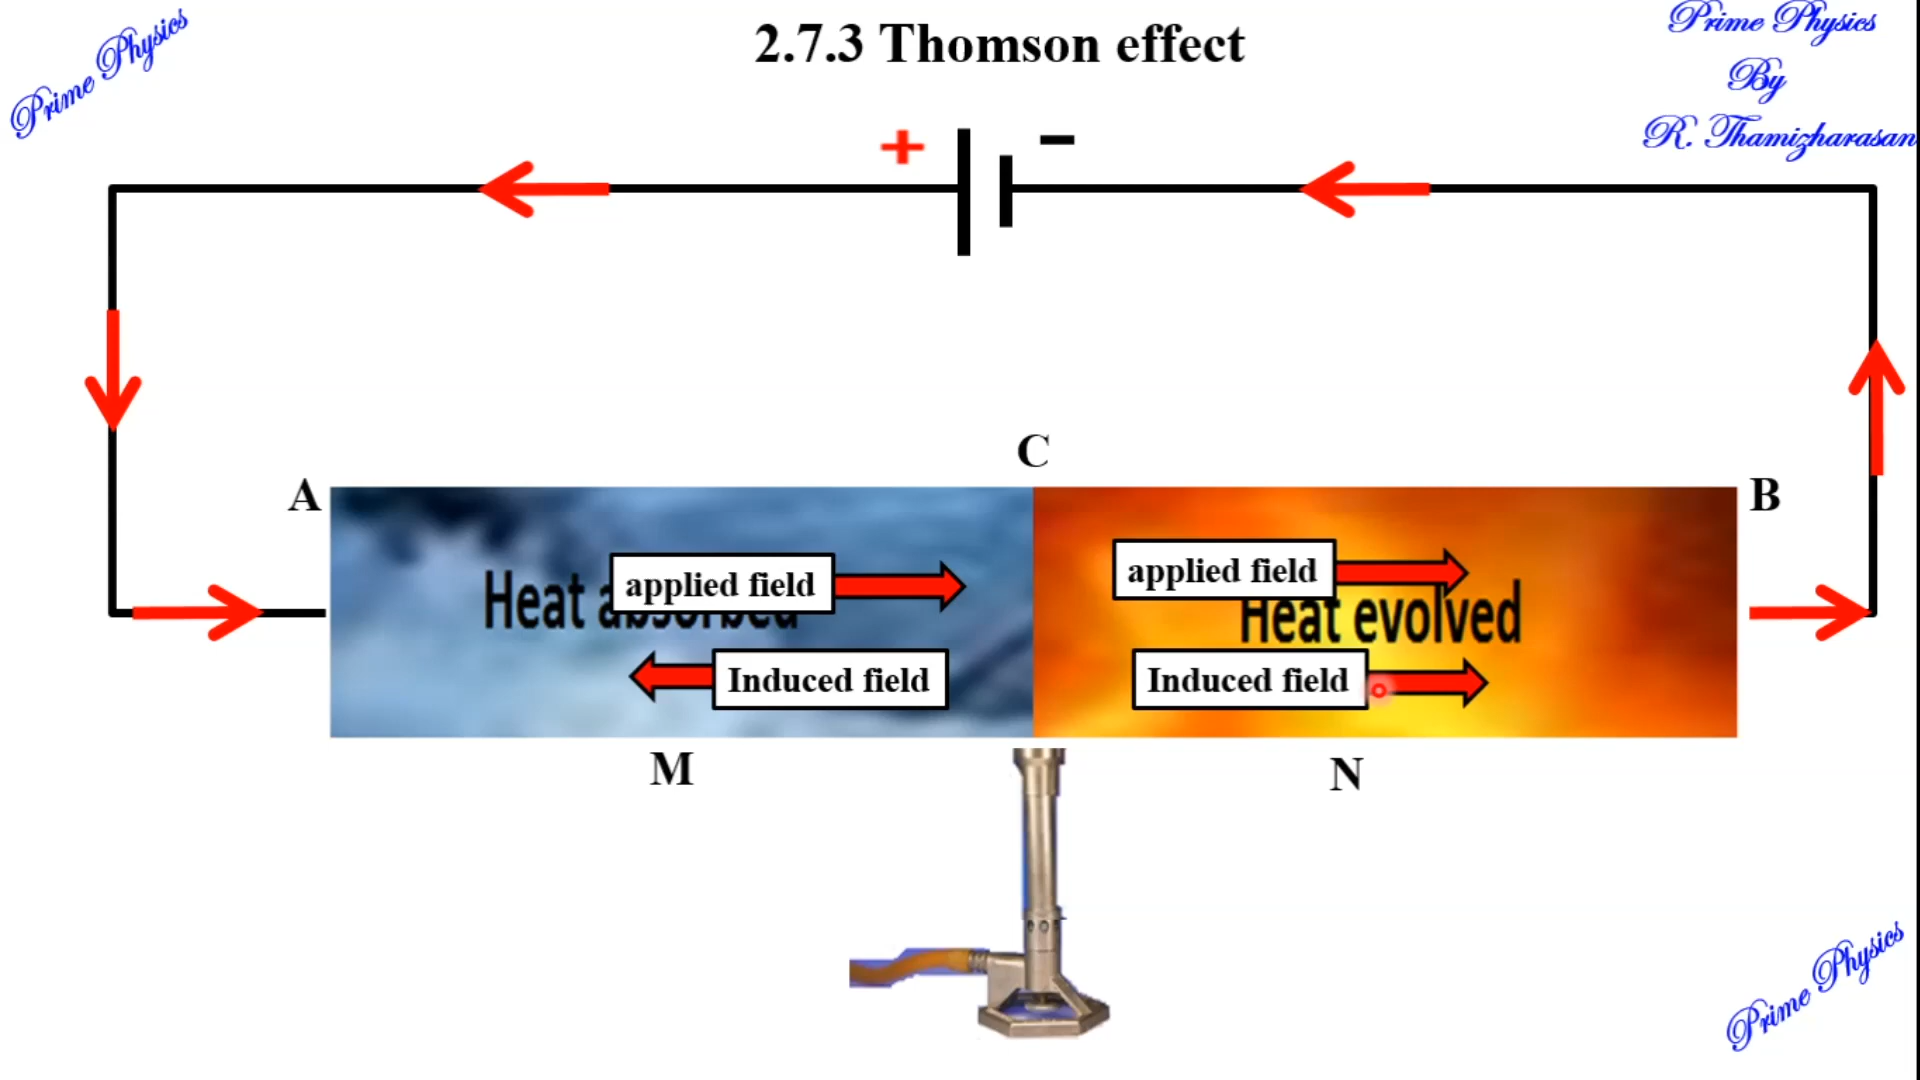 2.7.3 Thomson effect
Prime Physics
Prime Physics
By
R. Thamizharasan
+
−
C
A
B
applied field
applied field
Heat absorbed
Heat evolved
Induced field
Induced field
M
N
Prime Physics